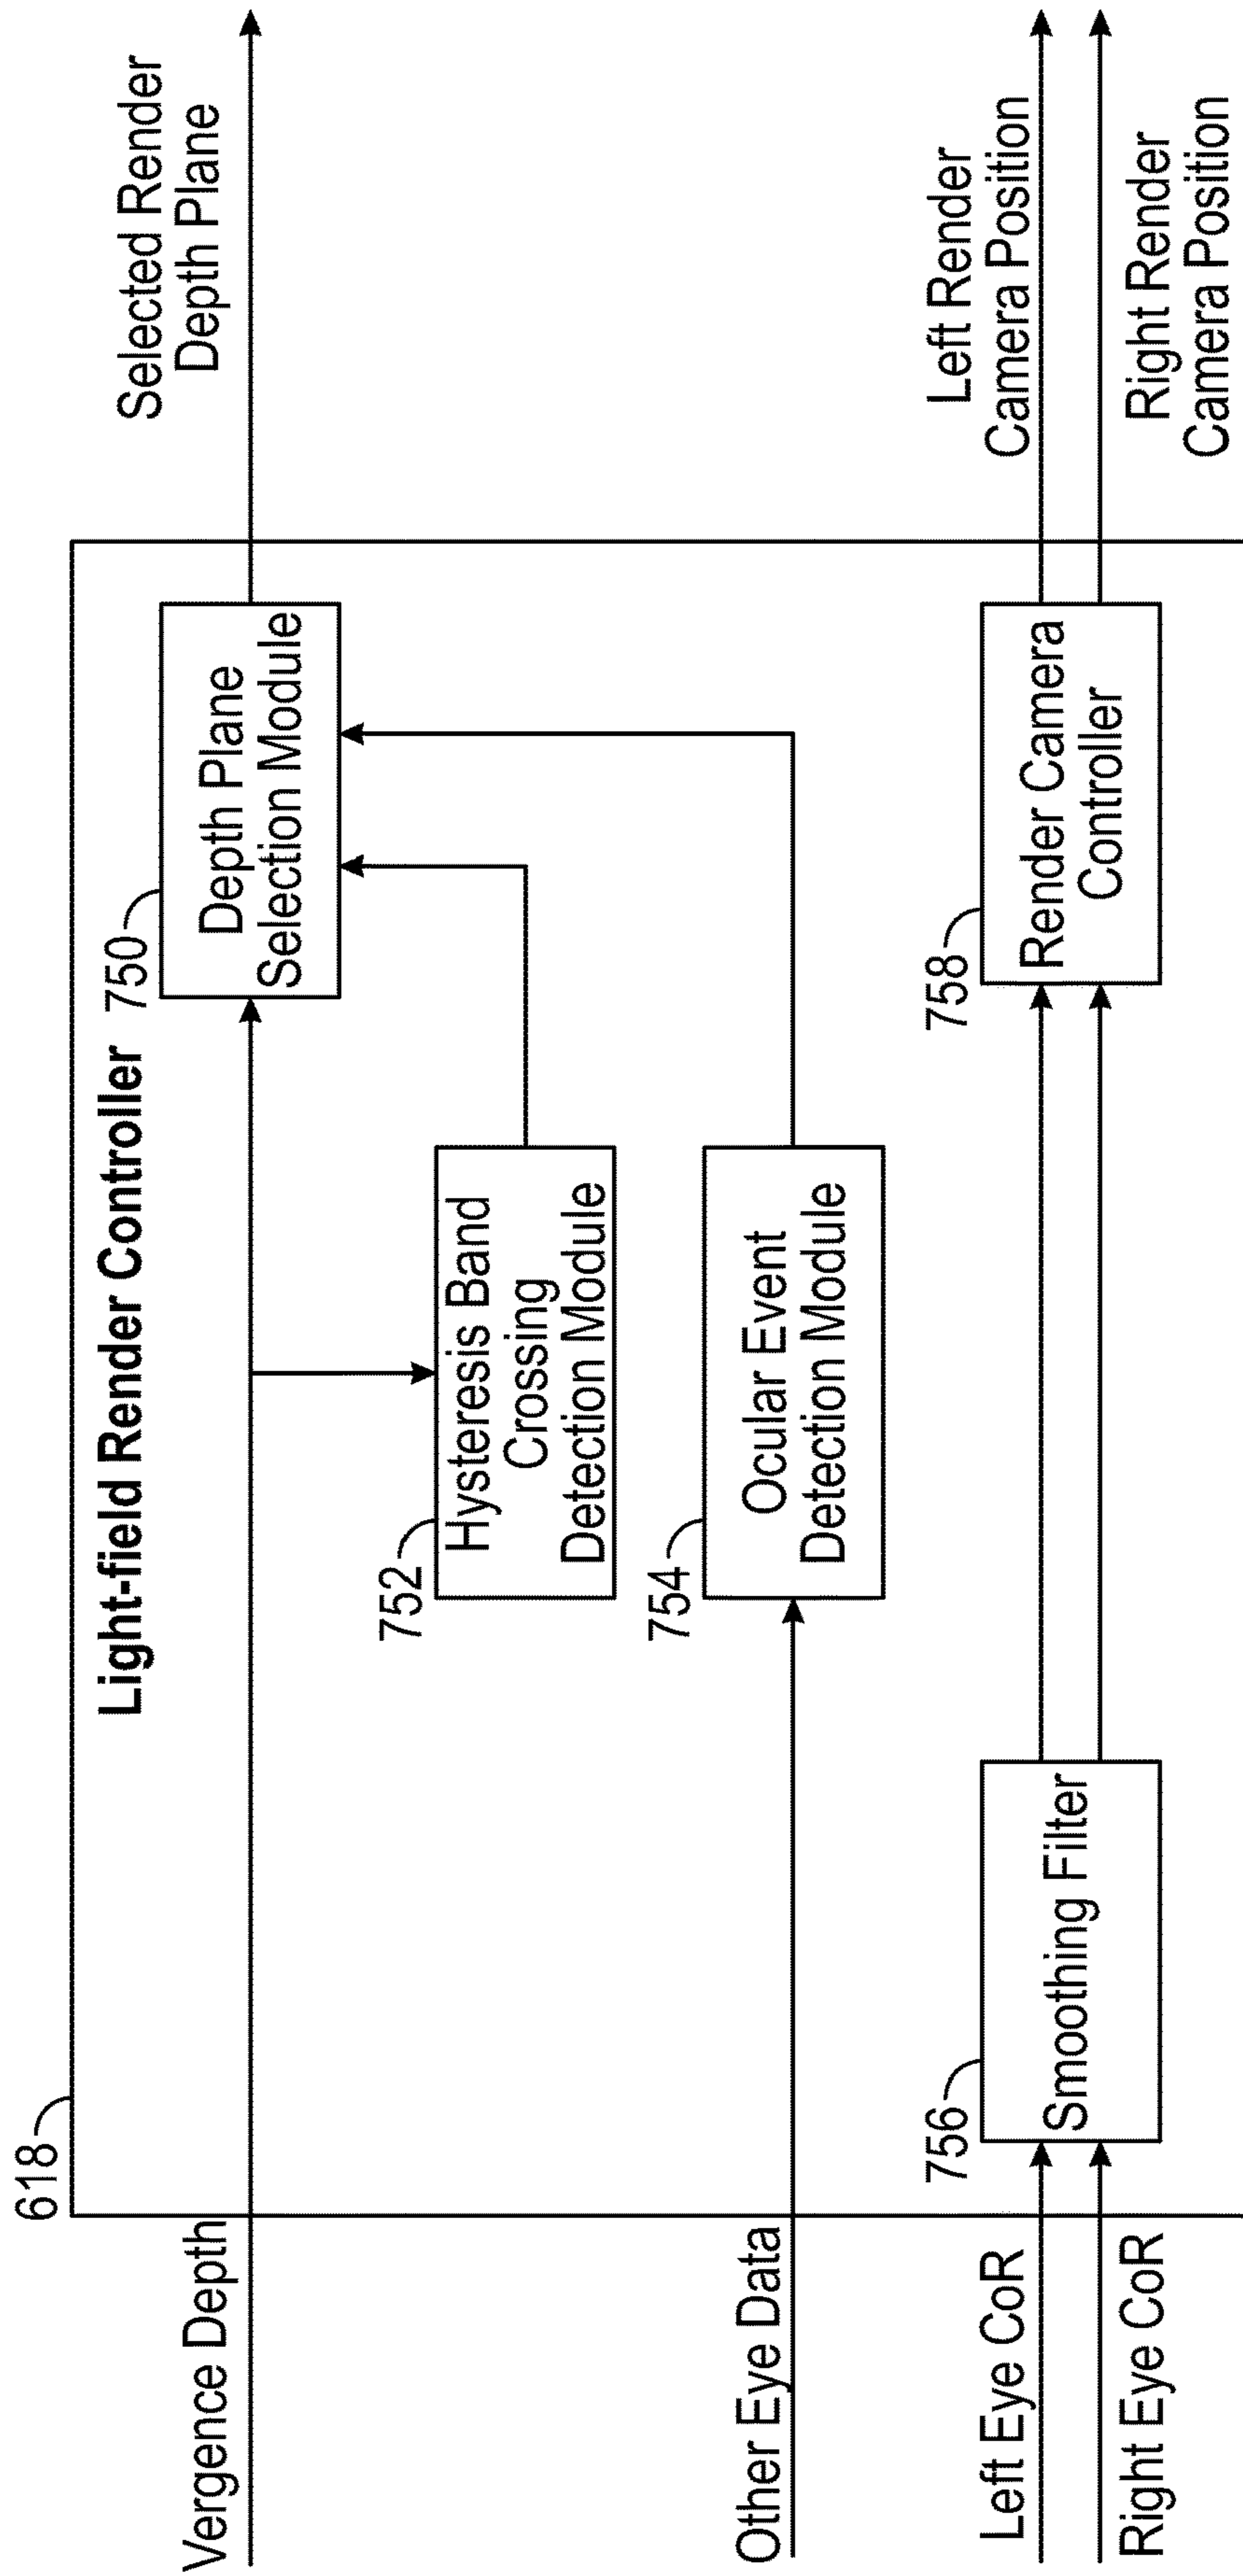 618
Light-field Render Controller
Vergence Depth
750
Depth Plane
Selection Module
Selected Render
Depth Plane
752
Hysteresis Band
Crossing
Detection Module
Other Eye Data
754
Ocular Event
Detection Module
Left Eye CoR
Right Eye CoR
756
Smoothing Filter
758
Render Camera
Controller
Left Render
Camera Position
Right Render
Camera Position